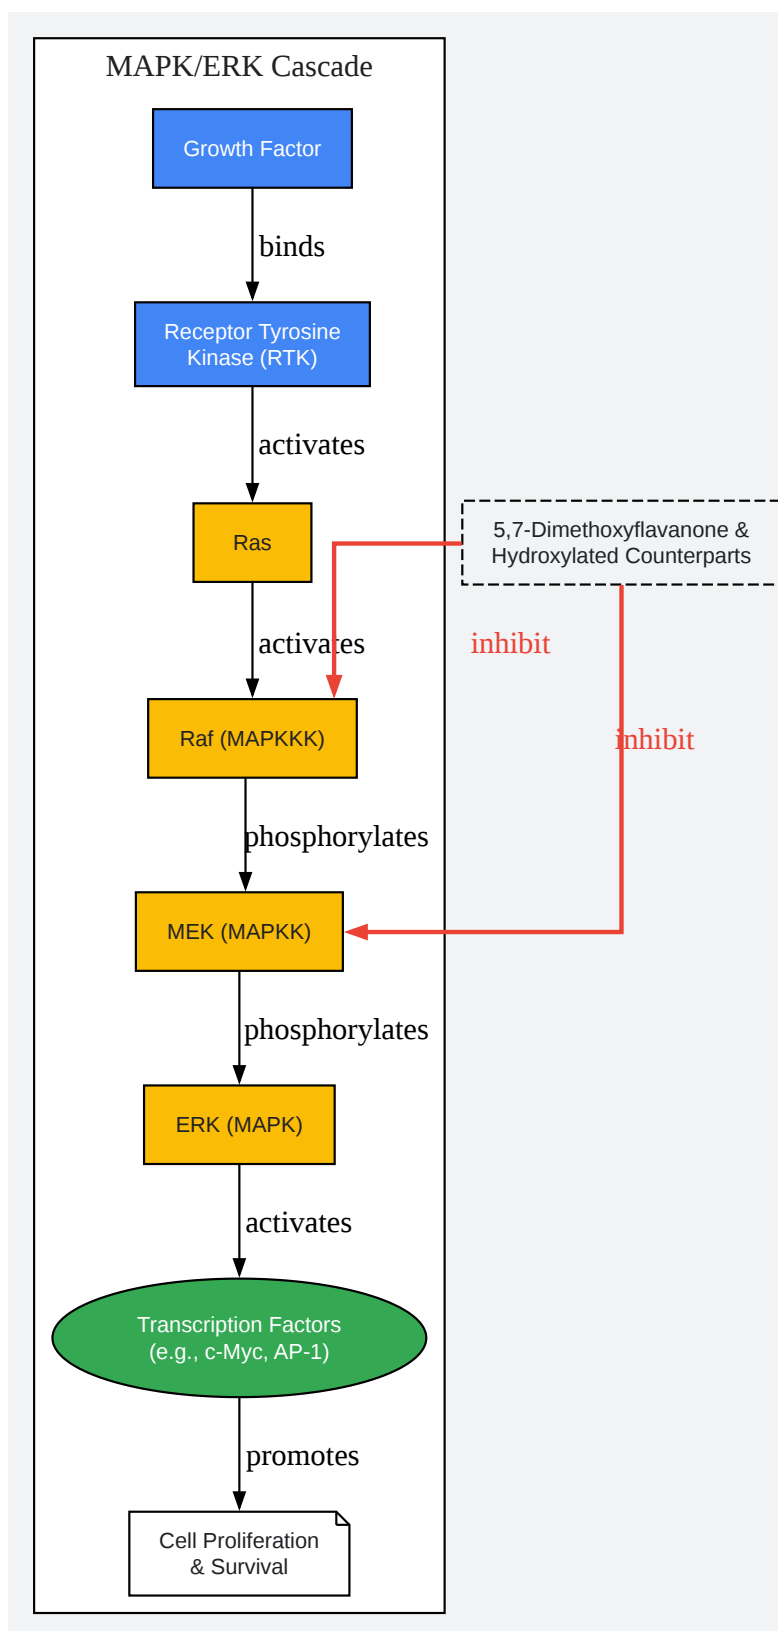 MAPK/ERK Cascade
Growth Factor
binds
Receptor Tyrosine
Kinase (RTK)
activates
Ras
5,7-Dimethoxyflavanone &
Hydroxylated Counterparts
activates
inhibit
Raf (MAPKKK)
inhibit
phosphorylates
MEK (MAPKK)
phosphorylates
ERK (MAPK)
activates
Transcription Factors
(e.g., c-Myc, AP-1)
promotes
Cell Proliferation
& Survival